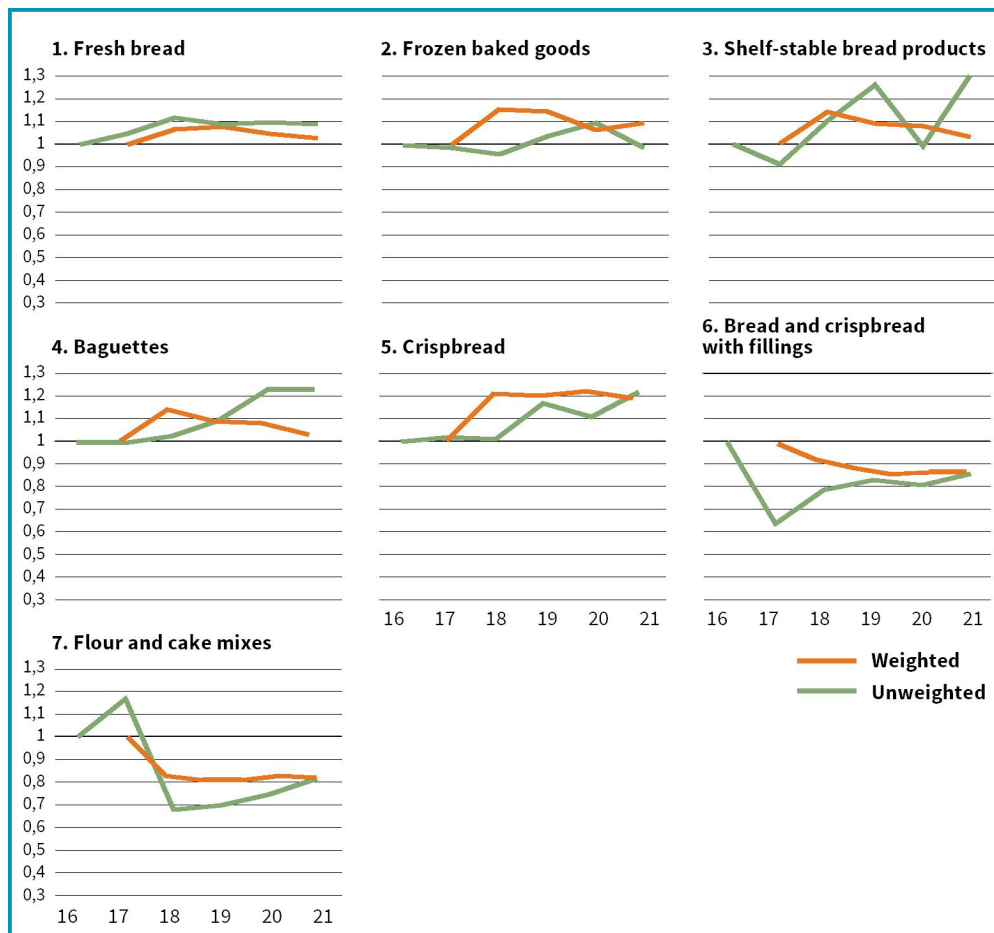 1. Fresh bread
2. Frozen baked goods
3. Shelf-stable bread products
1,3
1,2
1,1
1
0,9
0,8
0,7
0,6
0,5
0,4
0,3
4. Baguettes
5. Crispbread
6. Bread and crispbread
with fillings
1,3
1,2
1,1
1
0,9
0,8
0,7
0,6
0,5
0,4
0,3
16 17 18 19 20 21
16 17 18 19 20 21
7. Flour and cake mixes
1,3
1,2
1,1
1
0,9
0,8
0,7
0,6
0,5
0,4
0,3
16 17 18 19 20 21
Weighted
Unweighted